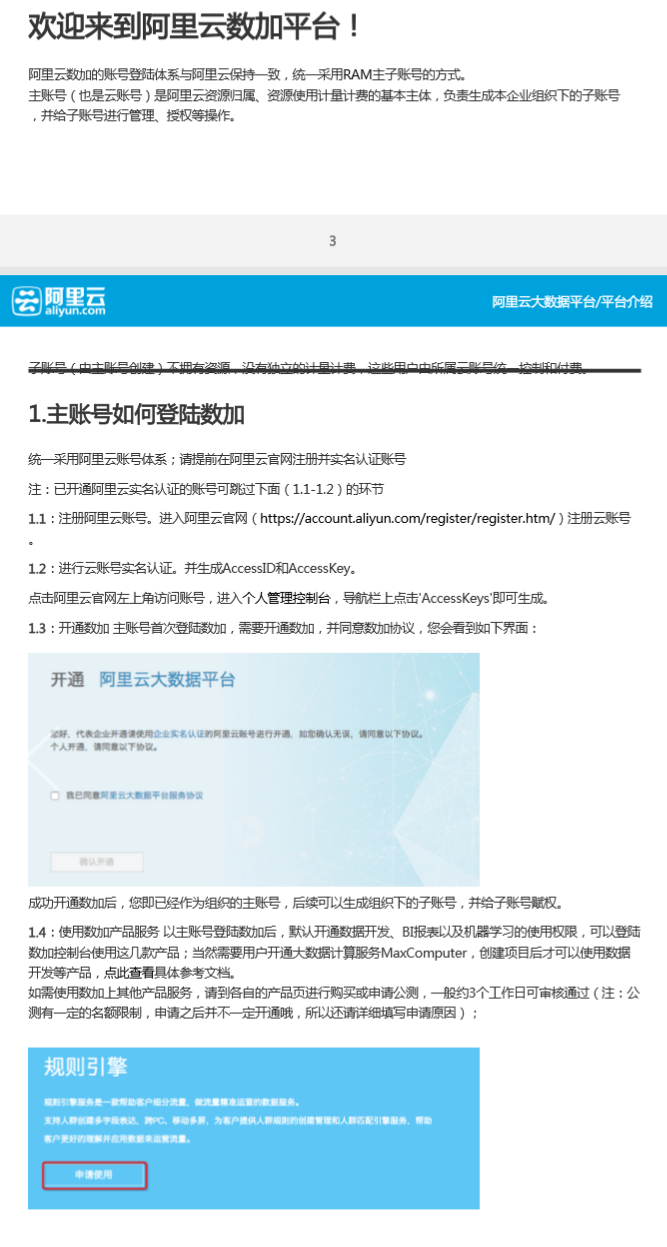 欢迎来到阿里云数加平台！
阿里云数加的账号登陆体系与阿里云保持一致，统一采用RAM主子账号的方式。
主账号（也是云账号）是阿里云资源归属、资源使用计量计费的基本主体，负责生成本企业组织下的子账号
，并给子账号进行管理、授权等操作。
3
阿里云
aliyun.com
阿里云大数据平台/平台介绍
子账号（由主账号创建）不拥有资源，没有独立的计量计费，这些用户由所属云账号统一控制和付费。
1.主账号如何登陆数加
统一采用阿里云账号体系；请提前在阿里云官网注册并实名认证账号
注：已开通阿里云实名认证的账号可跳过下面（1.1-1.2）的环节
1.1：注册阿里云账号。进入阿里云官网（https://account.aliyun.com/register/register.htm/）注册云账号
。
1.2：进行云账号实名认证。并生成AccessID和AccessKey。
点击阿里云官网左上角访问账号，进入个人管理控制台，导航栏上点击'AccessKeys'即可生成。
1.3：开通数加 主账号首次登陆数加，需要开通数加，并同意数加协议，您会看到如下界面：
开通 阿里云大数据平台
您好，代表企业开通请使用企业实名认证的阿里云账号进行开通，如您确认无误，请同意以下协议。
个人开通，请同意以下协议。
我已同意阿里云大数据平台服务协议
确认开通
成功开通数加后，您即已经作为组织的主账号，后续可以生成组织下的子账号，并给子账号赋权。
1.4：使用数加产品服务 以主账号登陆数加后，默认开通数据开发、BI报表以及机器学习的使用权限，可以登陆
数加控制台使用这几款产品；当然需要用户开通大数据计算服务MaxComputer，创建项目后才可以使用数据
开发等产品，点此查看具体参考文档。
如需使用数加上其他产品服务，请到各自的产品页进行购买或申请公测，一般约3个工作日可审核通过（注：公
测有一定的名额限制，申请之后并不一定开通哦，所以还请详细填写申请原因）；
规则引擎
规则引擎服务是一款帮助客户细分流量、做流量精准运营的数据服务。
支持人群创建多字段表达、跨PC、移动多屏，为客户提供人群规则的创建管理和人群匹配引擎服务，帮助
客户更好的理解并应用数据来运营流量。
申请使用